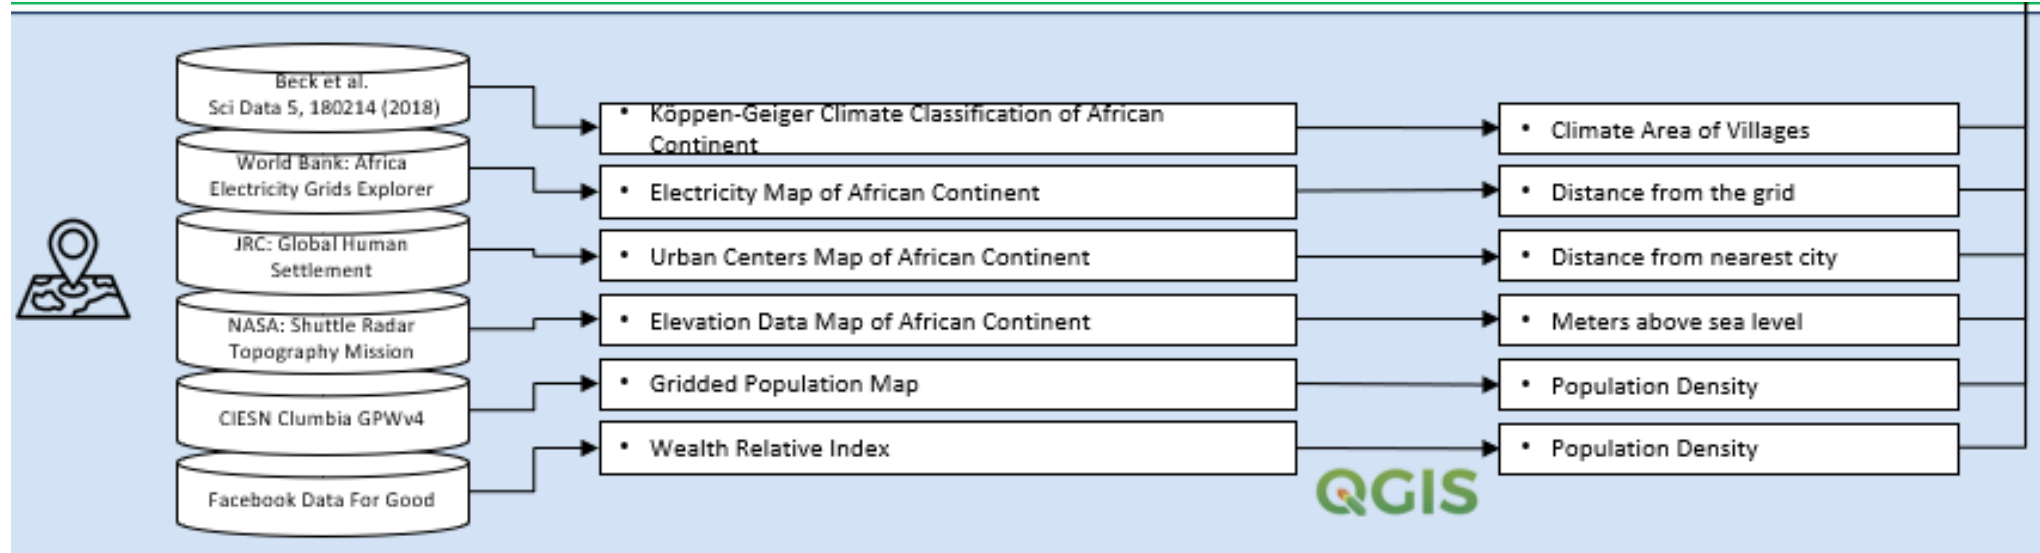 Beck et al.
Sci Data 5, 180214 (2018)
• Köppen-Geiger Climate Classification of African
Continent
• Climate Area of Villages
World Bank: Africa
Electricity Grids Explorer
• Electricity Map of African Continent
• Distance from the grid
JRC: Global Human
Settlement
• Urban Centers Map of African Continent
• Distance from nearest city
NASA: Shuttle Radar
Topography Mission
• Elevation Data Map of African Continent
• Meters above sea level
CIESN Clumbia GPWv4
• Gridded Population Map
• Population Density
Facebook Data For Good
• Wealth Relative Index
• Population Density
QGIS